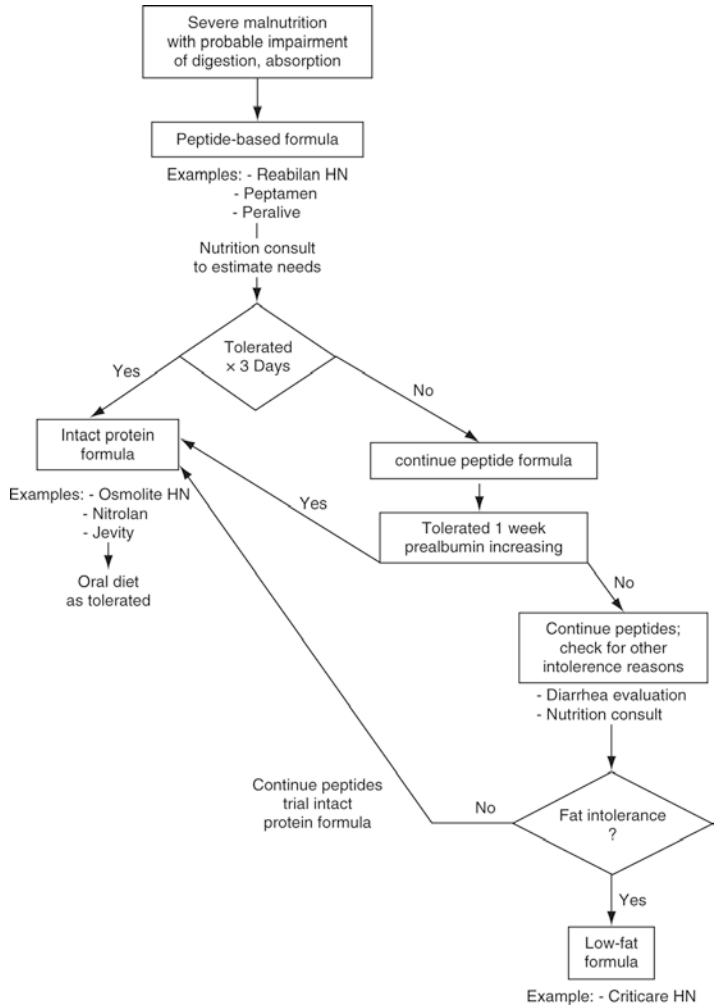 Severe malnutrition
with probable impairment
of digestion, absorption
Peptide-based formula
Examples: - Reabilan HN
- Peptamen
- Peralive
Nutrition consult
to estimate needs
Tolerated
× 3 Days
Yes
No
Intact protein
formula
continue peptide formula
Examples: - Osmolite HN
- Nitrolan
- Jevity
Yes
Tolerated 1 week
prealbumin increasing
Oral diet
as tolerated
No
Continue peptides;
check for other
intolerence reasons
- Diarrhea evaluation
- Nutrition consult
Continue peptides
trial intact
protein formula
No
Fat intolerance
?
Yes
Low-fat
formula
Example: - Criticare HN